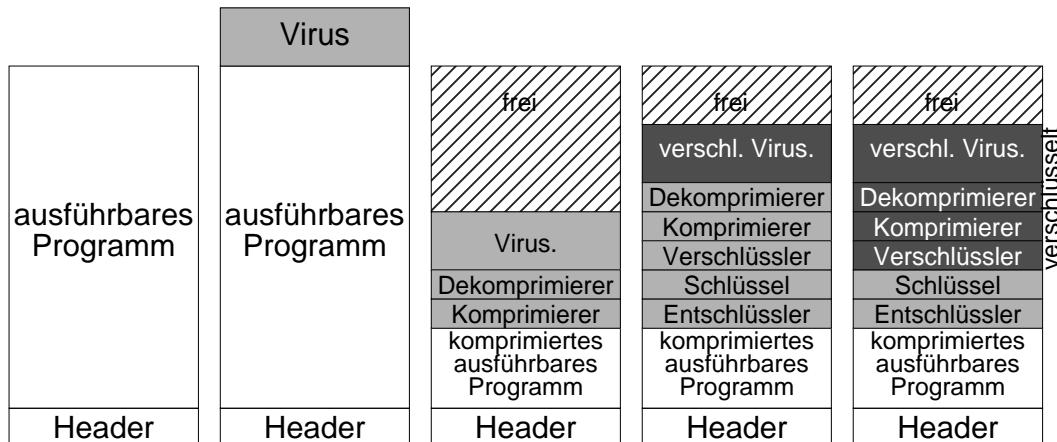 ausführbares
Programm
Header
Virus
ausführbares
Programm
Header
frei
Virus.
Dekomprimierer
Komprimierer
komprimiertes
ausführbares
Programm
Header
frei
verschl. Virus.
Dekomprimierer
Komprimierer
Verschlüssler
Schlüssel
Entschlüssler
komprimiertes
ausführbares
Programm
Header
frei
verschl. Virus.
Dekomprimierer
Komprimierer
Verschlüssler
Schlüssel
Entschlüssler
komprimiertes
ausführbares
Programm
Header
verschlüsselt